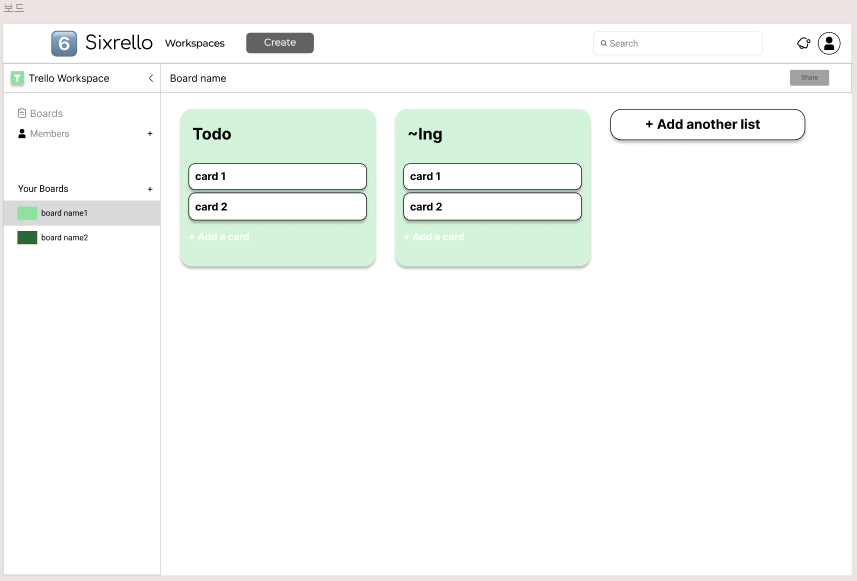 보드
6 Sixrello Workspaces Create Search
T Trello Workspace Board name Share
Boards
Members +
Your Boards +
board name1
board name2
Todo
card 1
card 2
+ Add a card
~Ing
card 1
card 2
+ Add a card
+ Add another list